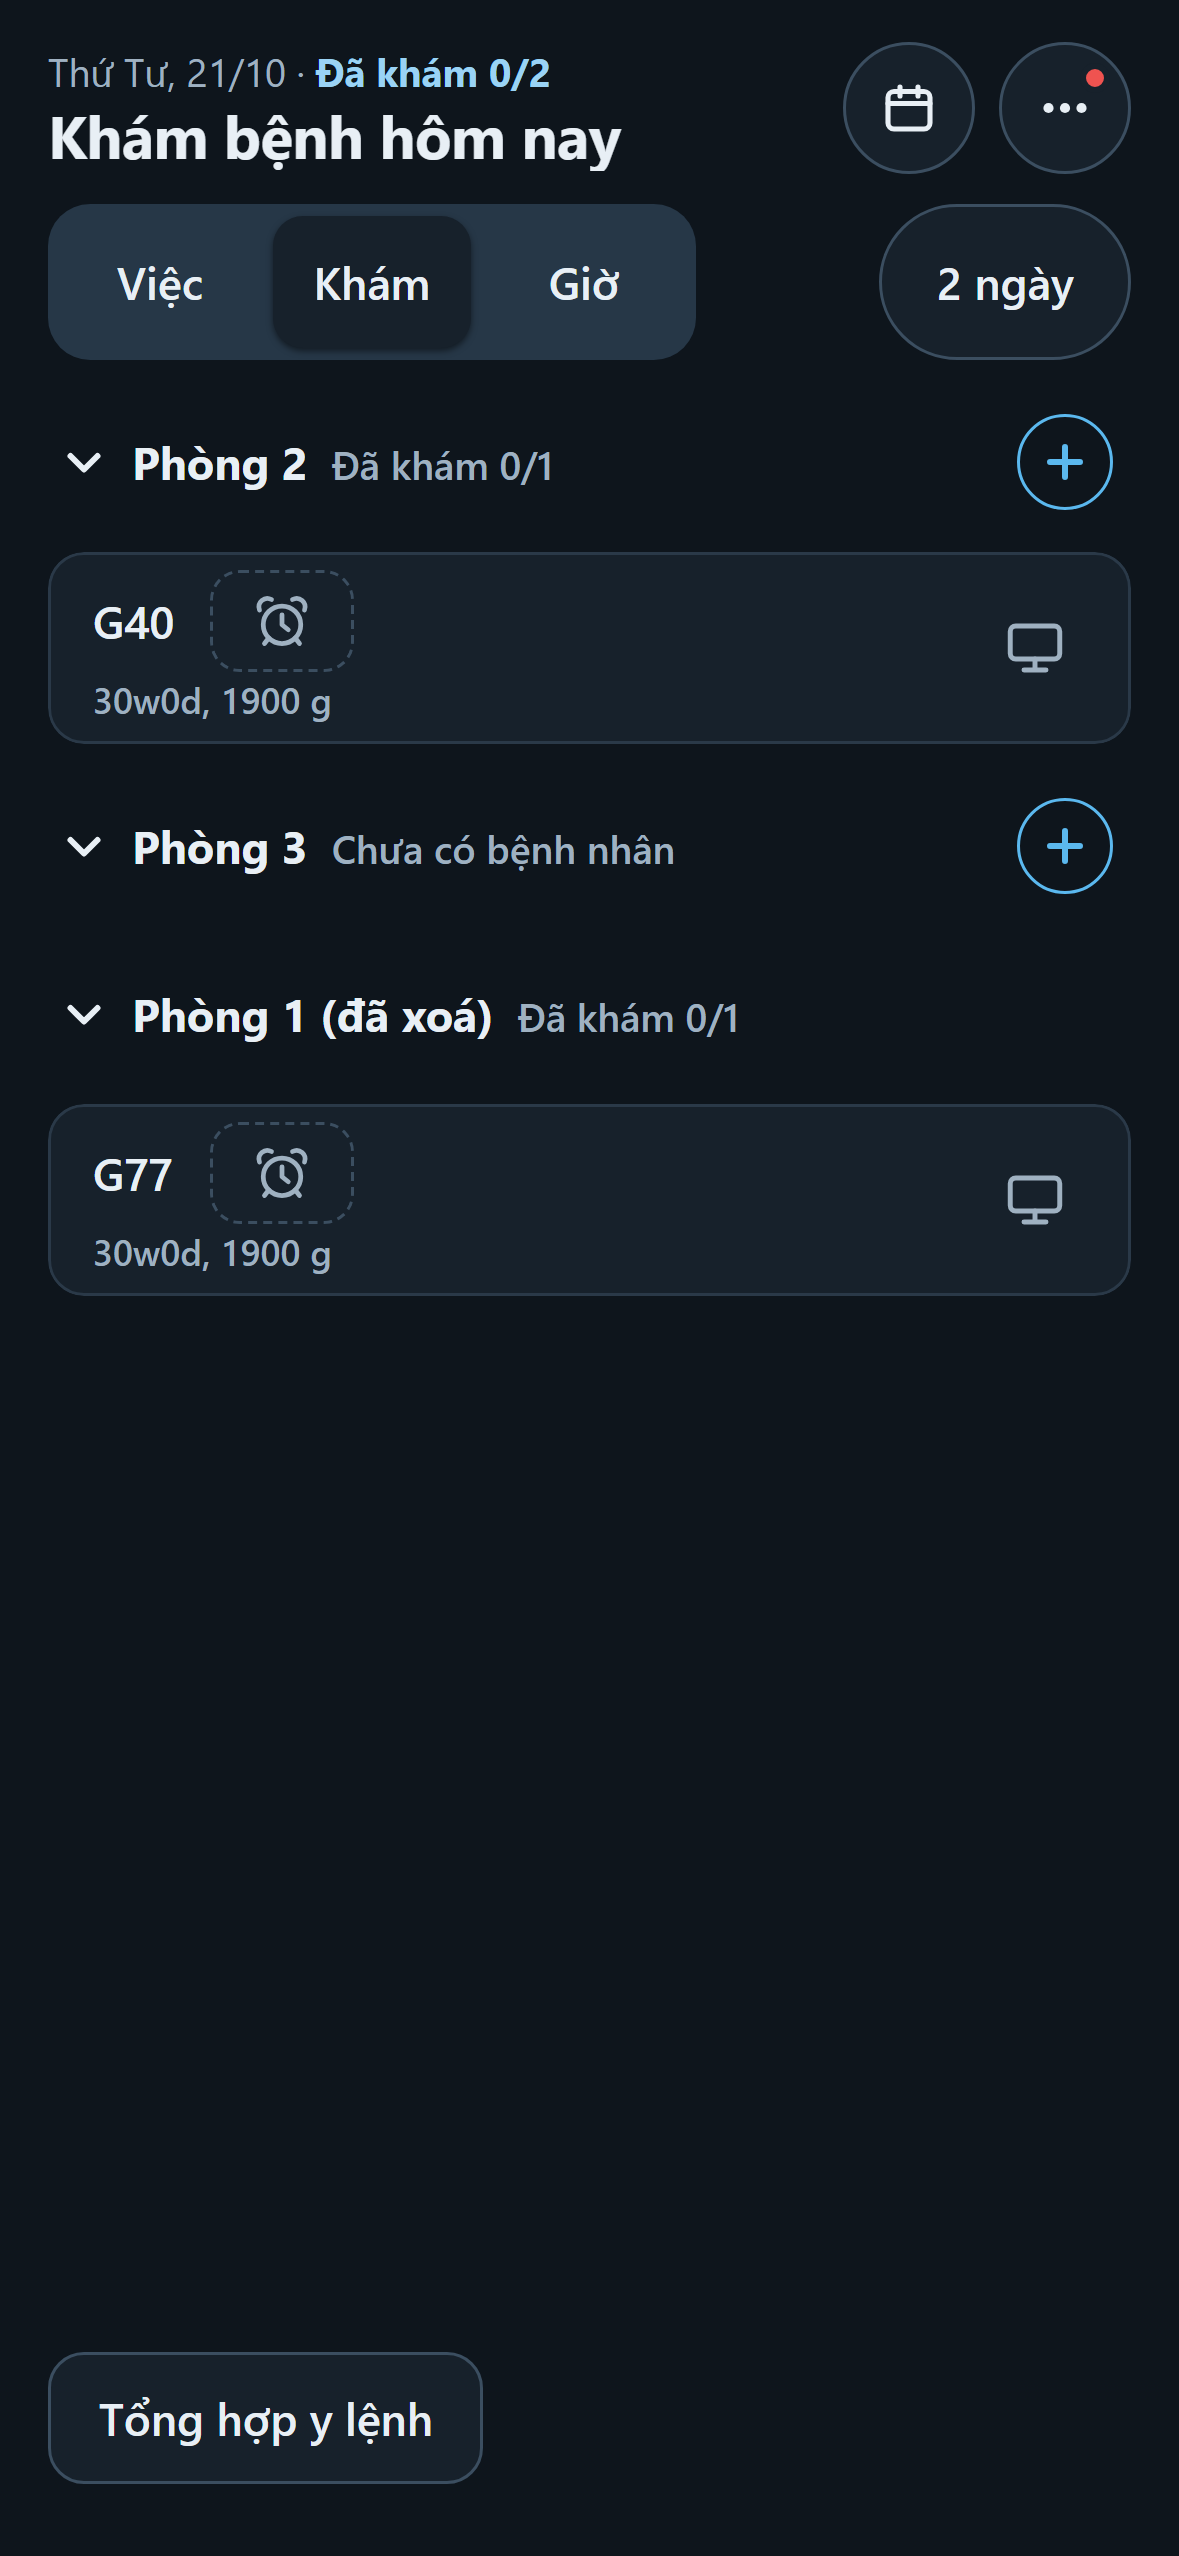 Thứ Tư, 21/10 · Đã khám 0/2
Khám bệnh hôm nay
Việc Khám Giờ 2 ngày
Phòng 2 Đã khám 0/1
G40
30w0d, 1900 g
Phòng 3 Chưa có bệnh nhân
Phòng 1 (đã xoá) Đã khám 0/1
G77
30w0d, 1900 g
Tổng hợp y lệnh